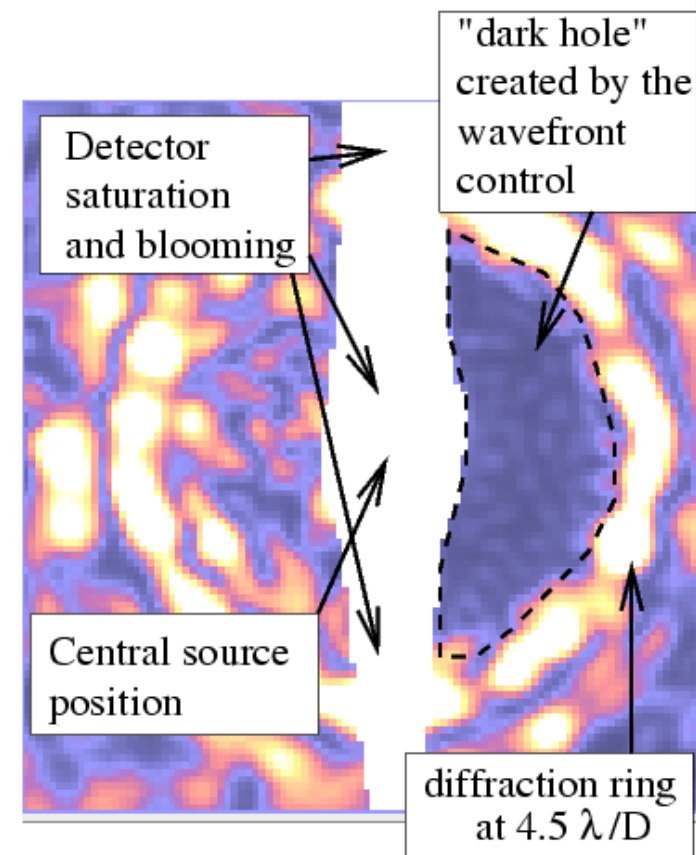 "dark hole"
created by the
wavefront
control
Detector
saturation
and blooming
Central source
position
diffraction ring
at 4.5 λ/D